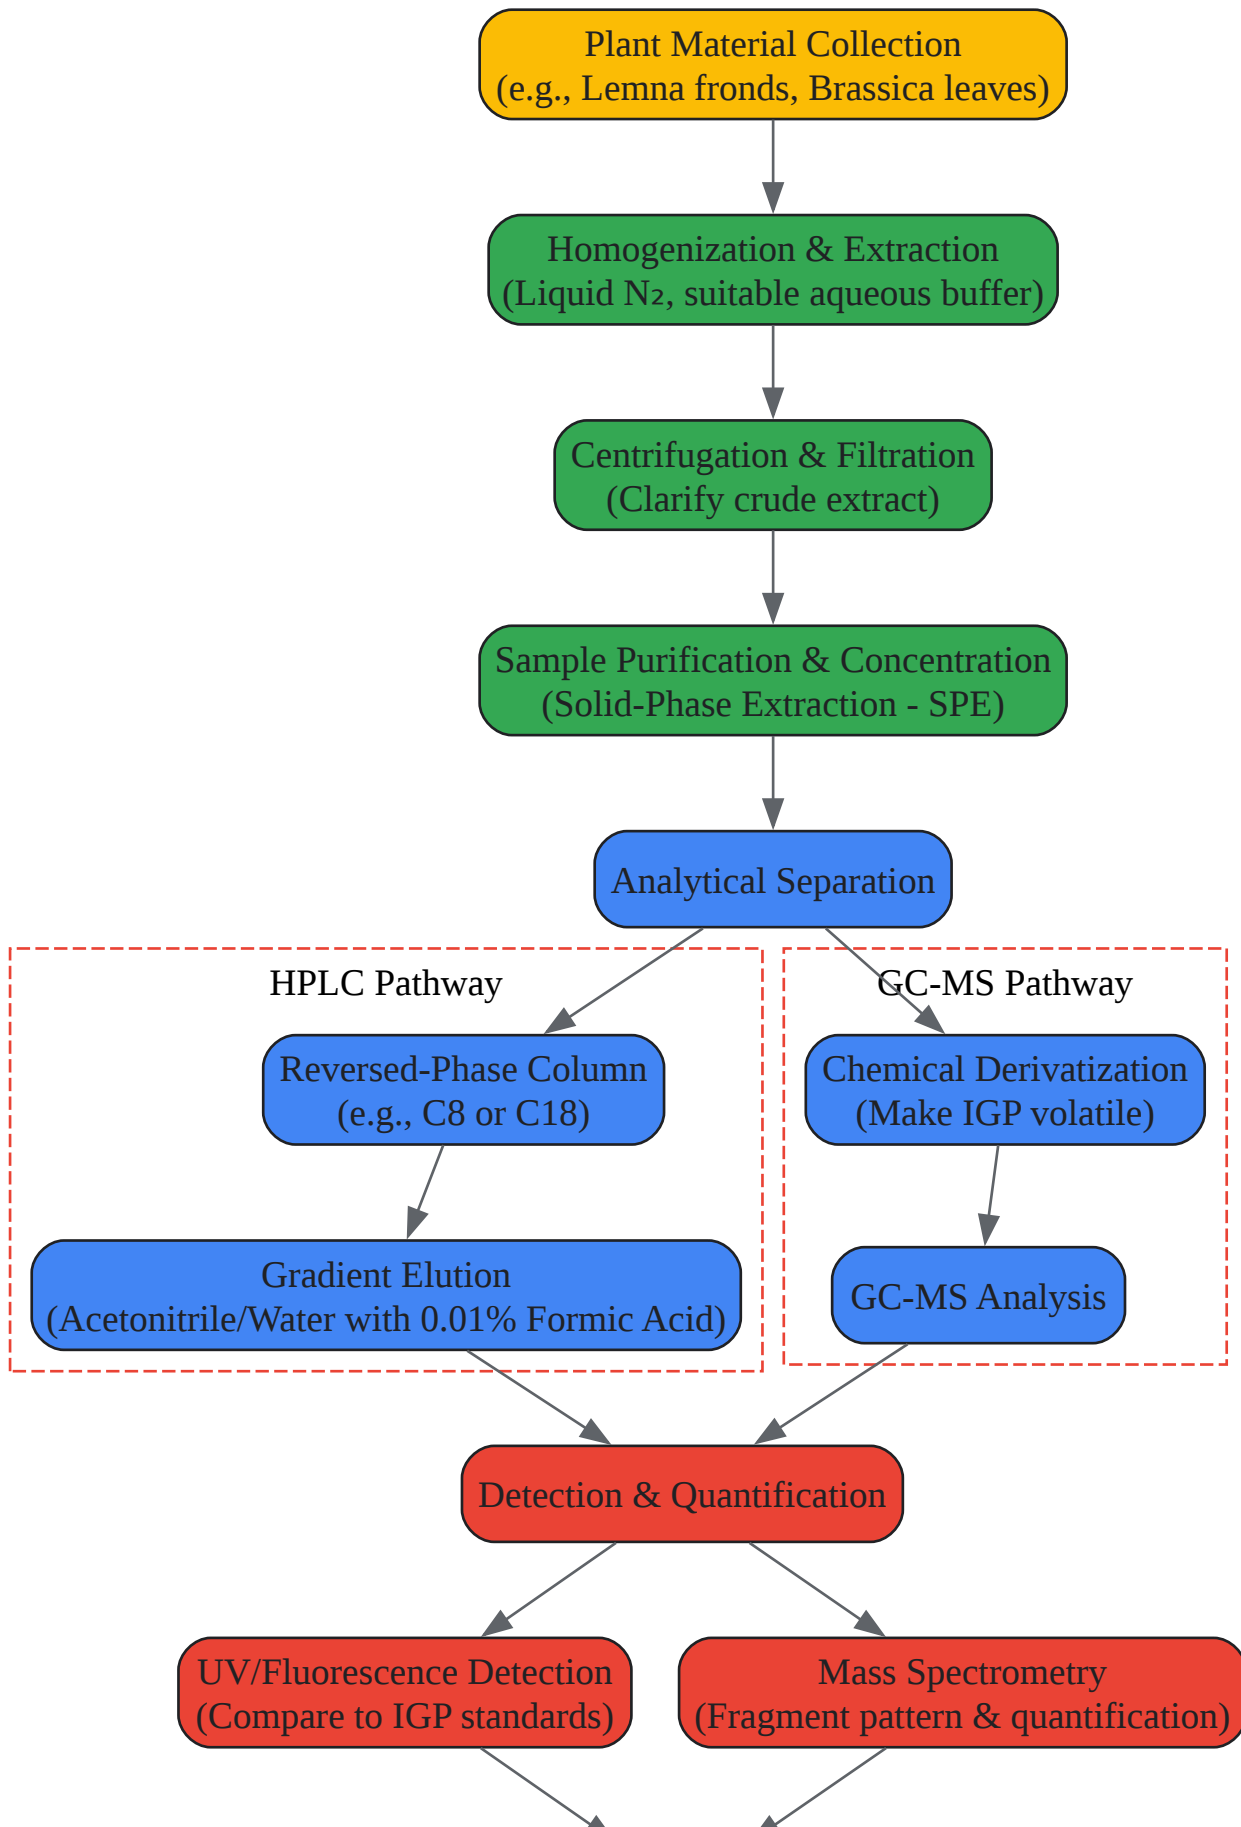 Plant Material Collection
(e.g., Lemna fronds, Brassica leaves)
Homogenization & Extraction
(Liquid N₂, suitable aqueous buffer)
Centrifugation & Filtration
(Clarify crude extract)
Sample Purification & Concentration
(Solid-Phase Extraction - SPE)
Analytical Separation
HPLC Pathway
Reversed-Phase Column
(e.g., C8 or C18)
Gradient Elution
(Acetonitrile/Water with 0.01% Formic Acid)
GC-MS Pathway
Chemical Derivatization
(Make IGP volatile)
GC-MS Analysis
Detection & Quantification
UV/Fluorescence Detection
(Compare to IGP standards)
Mass Spectrometry
(Fragment pattern & quantification)